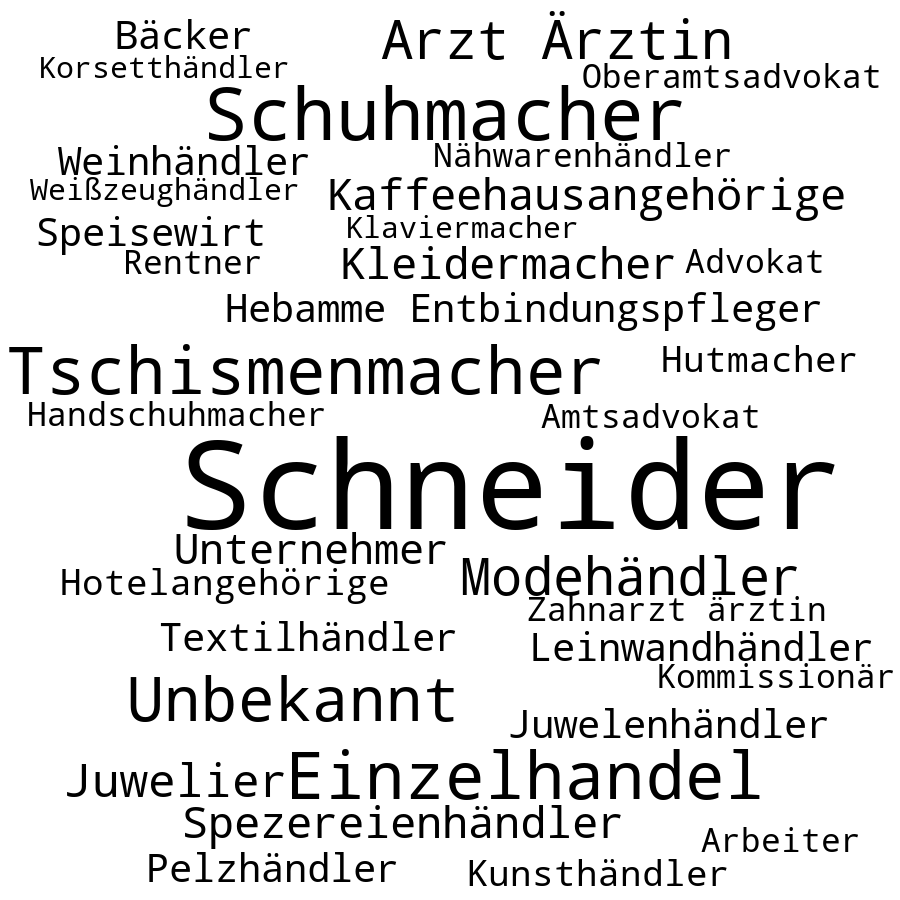 Bäcker
Arzt Ärztin
Korsetthändler
Oberamtsadvokat
Schuhmacher
Weinhändler
Nähwarenhändler
Weißzeughändler
Kaffeehausangehörige
Speisewirt
Klaviermacher
Rentner
Kleidermacher
Advokat
Hebamme Entbindungspfleger
Tschismenmacher
Hutmacher
Handschuhmacher
Amtsadvokat
Schneider
Unternehmer
Hotelangehörige
Modehändler
Zahnarzt ärztin
Textilhändler
Leinwandhändler
Kommissionär
Unbekannt
Juwelenhändler
Juwelier
Einzelhandel
Spezereienhändler
Arbeiter
Pelzhändler
Kunsthändler